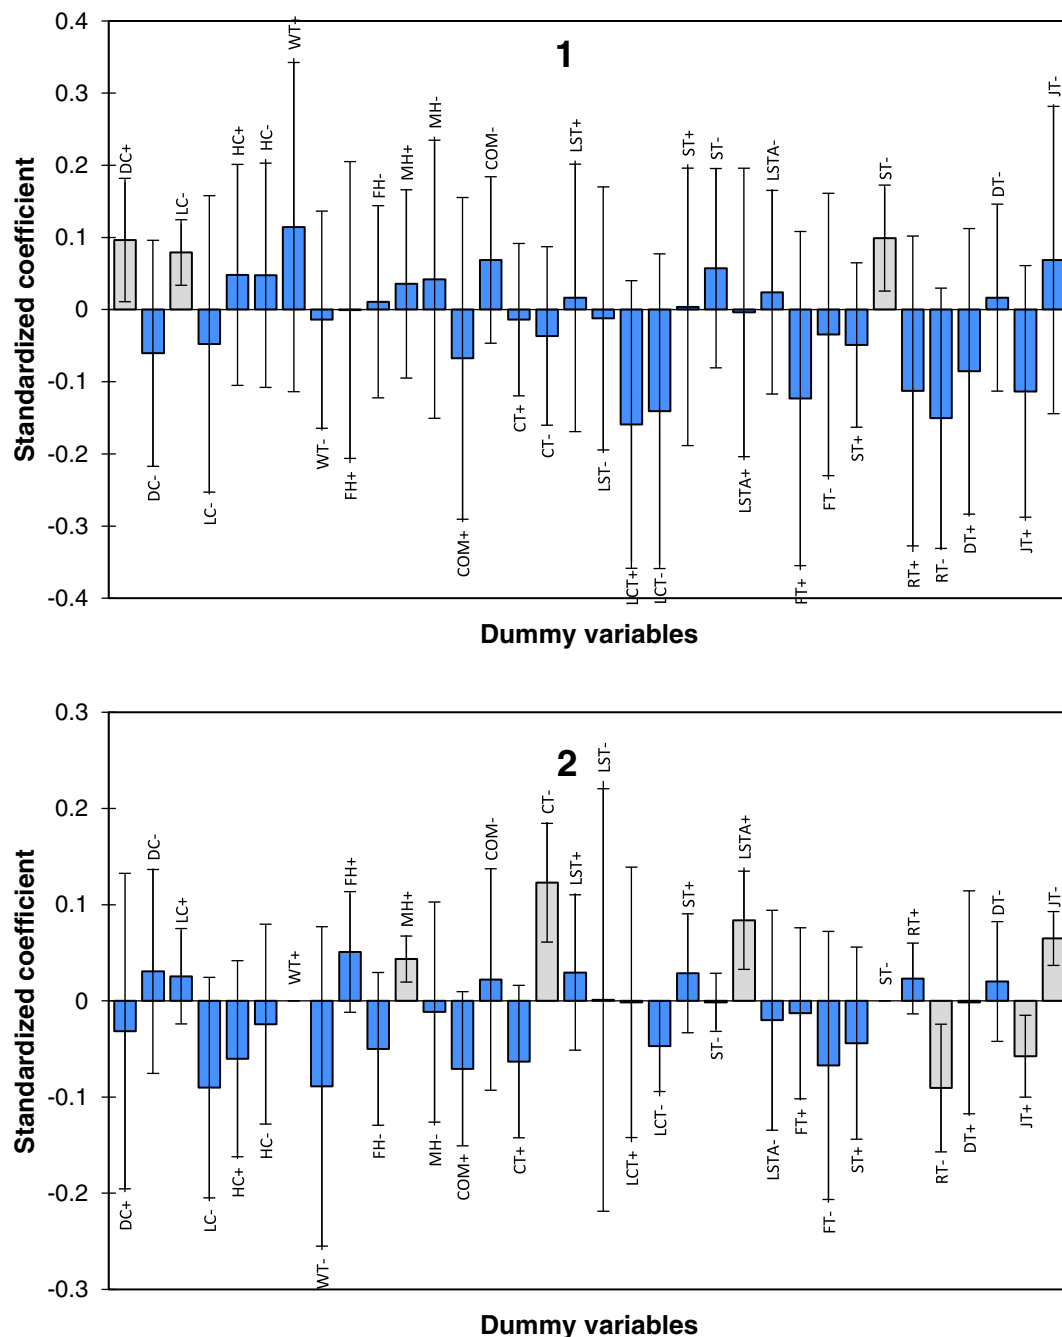 1
Standardized coefficient
0.4
0.3
0.2
0.1
0
-0.1
-0.2
-0.3
-0.4
DC+
DC-
LC-
LC-
HC+
HC-
WT+
WT-
FH+
FH-
MH+
MH-
COM+
COM-
CT+
CT-
LST+
LST-
LCT+
LCT-
ST+
ST-
LSTA+
LSTA-
FT+
FT-
ST+
ST-
RT+
RT-
DT+
DT-
JT+
JT-
Dummy variables
2
Standardized coefficient
0.3
0.2
0.1
0
-0.1
-0.2
-0.3
DC+
DC-
LC+
LC-
HC+
HC-
WT+
WT-
FH+
FH-
MH+
MH-
COM+
COM-
CT+
CT-
LST+
LST-
LCT+
LCT-
ST+
ST-
LSTA+
LSTA-
FT+
FT-
ST+
ST-
RT+
RT-
DT+
DT-
JT+
JT-
Dummy variables